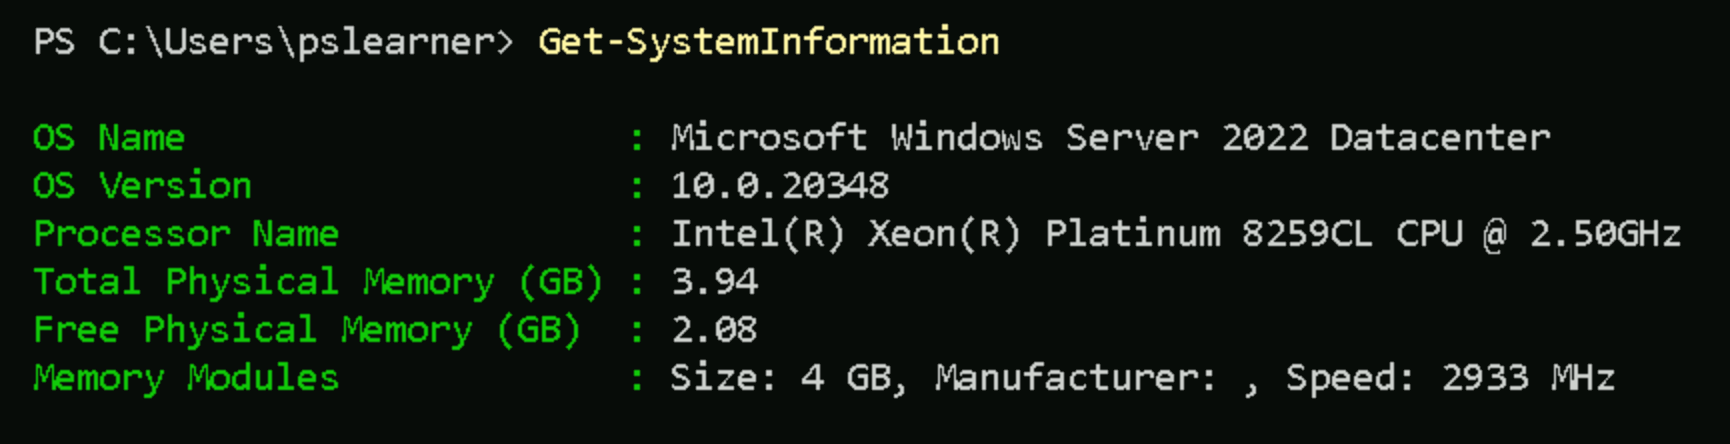 PS C:\Users\pslearner> Get-SystemInformation
OS Name : Microsoft Windows Server 2022 Datacenter
OS Version : 10.0.20348
Processor Name : Intel(R) Xeon(R) Platinum 8259CL CPU @ 2.50GHz
Total Physical Memory (GB) : 3.94
Free Physical Memory (GB) : 2.08
Memory Modules : Size: 4 GB, Manufacturer: , Speed: 2933 MHz